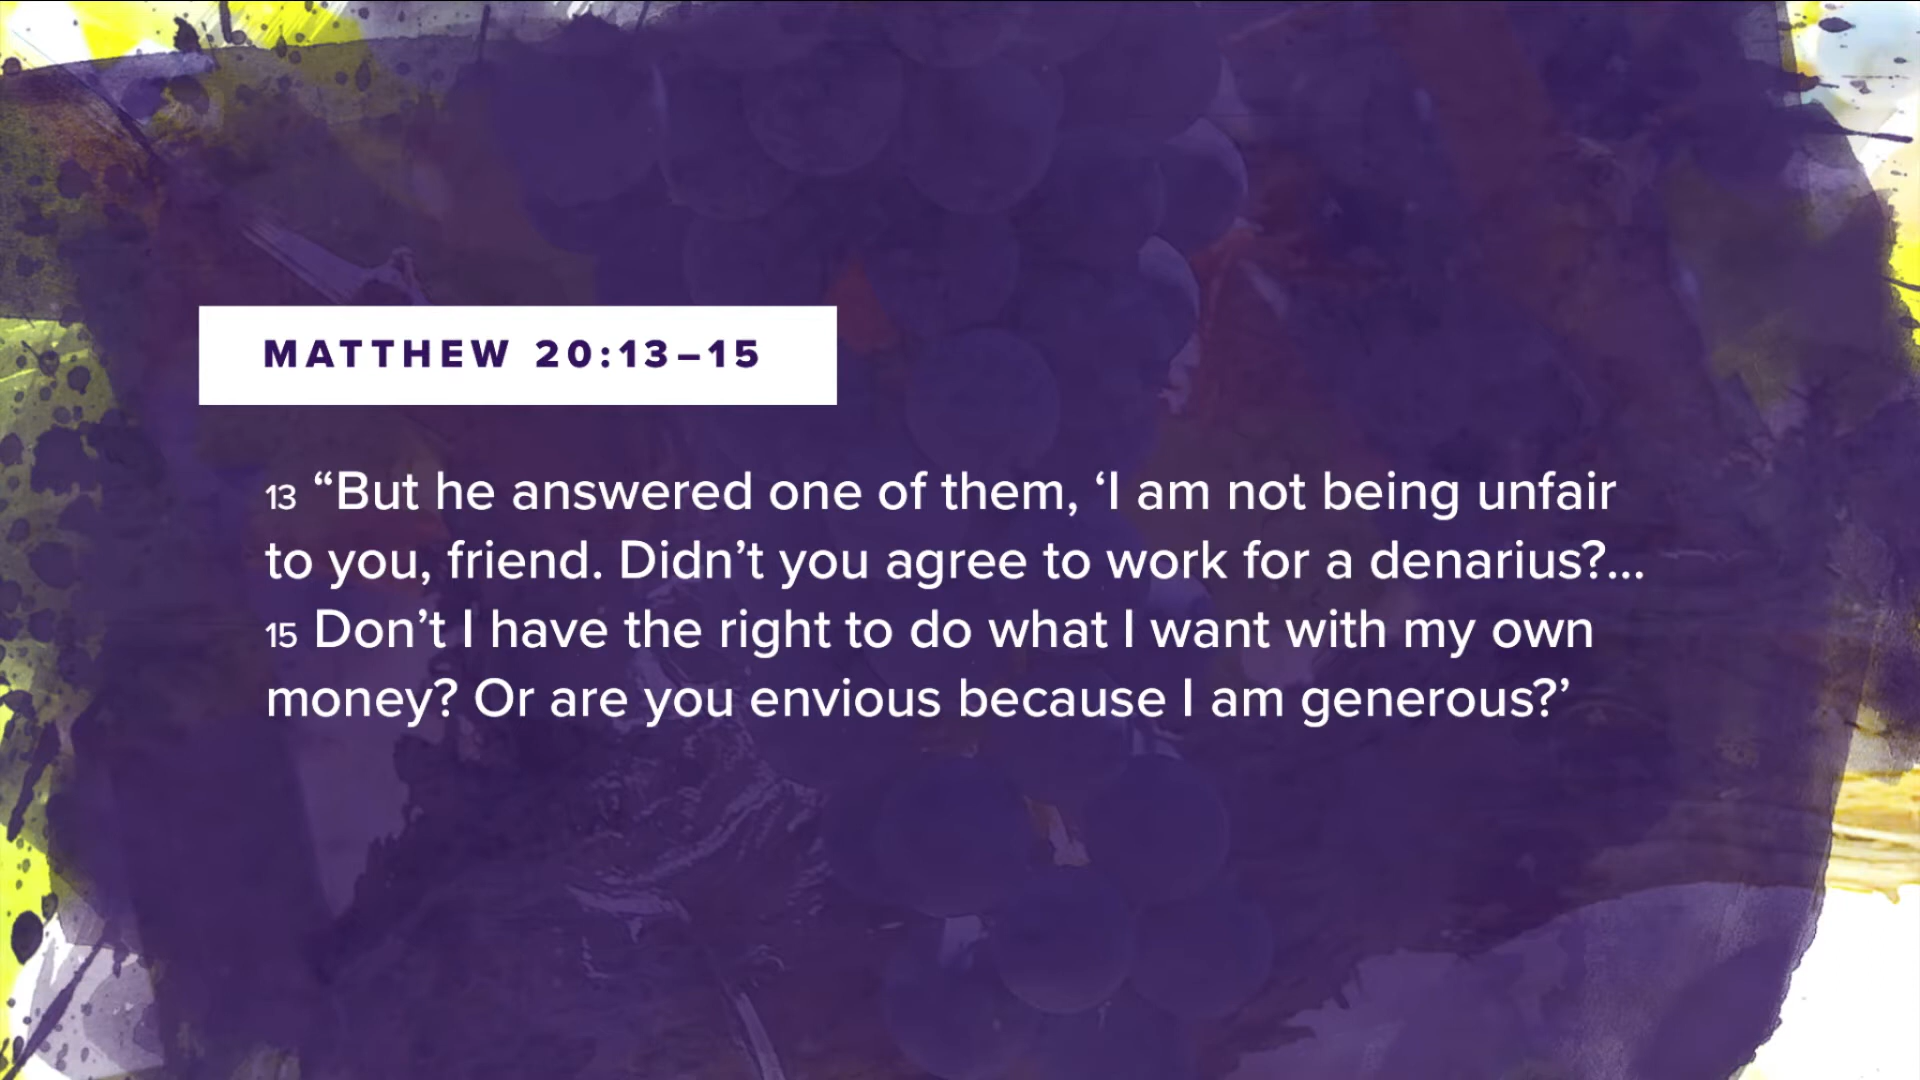 MATTHEW 20:13–15
13 “But he answered one of them, ‘I am not being unfair
to you, friend. Didn’t you agree to work for a denarius?...
15 Don’t I have the right to do what I want with my own
money? Or are you envious because I am generous?’